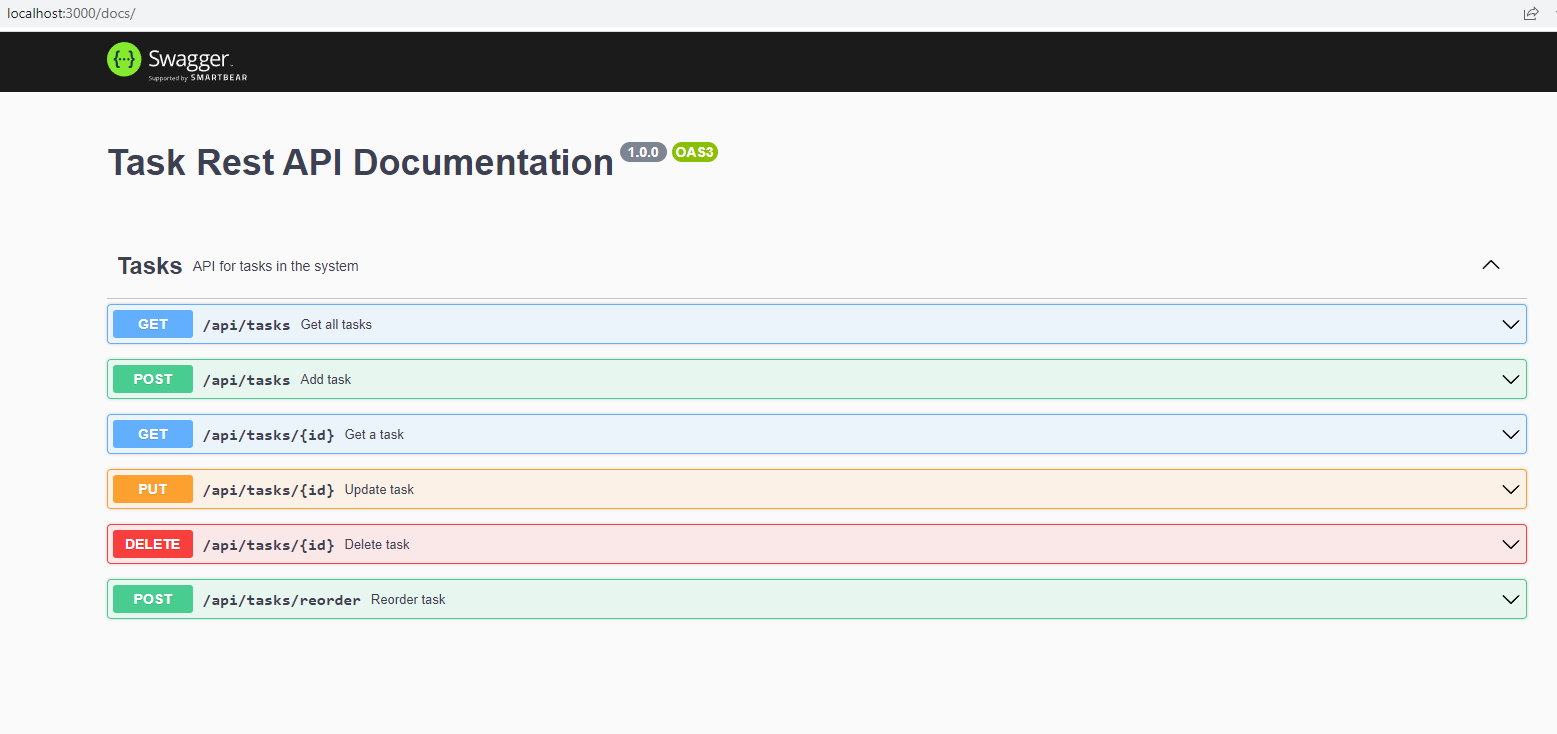 localhost:3000/docs/
{···} Swagger.
Supported by SMARTBEAR
Task Rest API Documentation 1.0.0 OAS3
Tasks API for tasks in the system
GET /api/tasks Get all tasks
POST /api/tasks Add task
GET /api/tasks/{id} Get a task
PUT /api/tasks/{id} Update task
DELETE /api/tasks/{id} Delete task
POST /api/tasks/reorder Reorder task